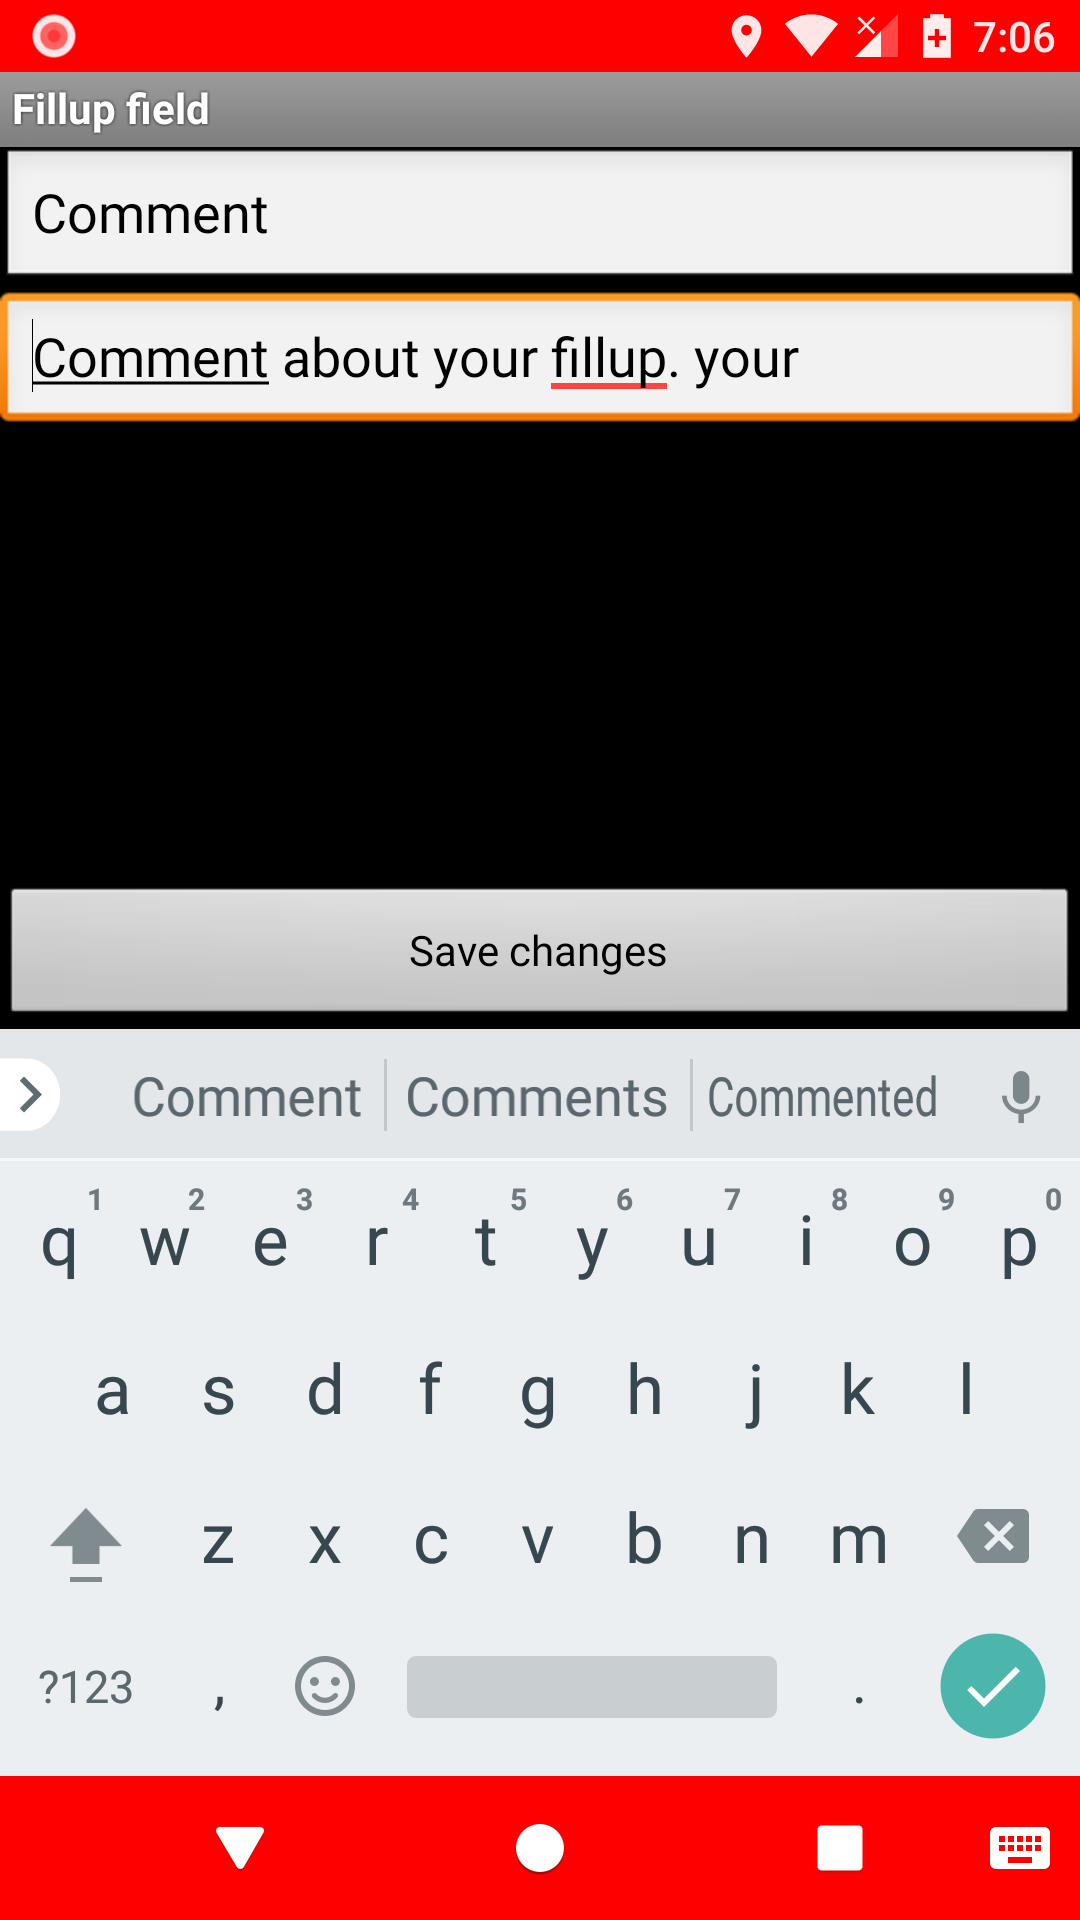 7:06
Fillup field
Comment
Comment about your fillup. your
Save changes
Comment Comments Commented
1 2 3 4 5 6 7 8 9 0
q w e r t y u i o p
a s d f g h j k l
z x c v b n m
?123 , .